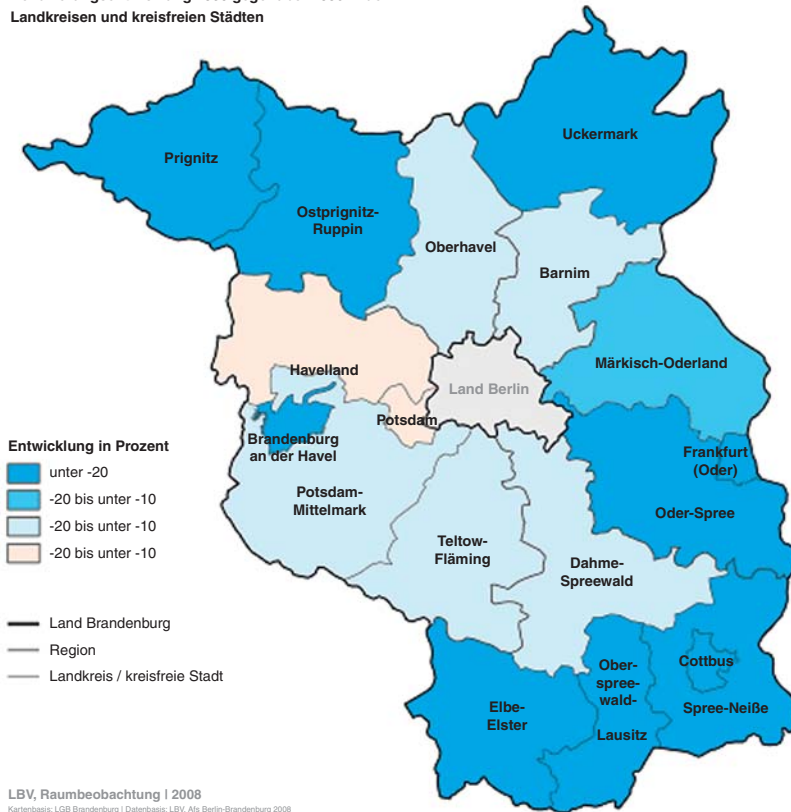 Landkreisen und kreisfreien Städten
Uckermark
Prignitz
Ostprignitz-
Ruppin
Oberhavel
Barnim
Märkisch-Oderland
Havelland
Land Berlin
Potsdam
Brandenburg
an der Havel
Frankfurt
(Oder)
Potsdam-
Mittelmark
Oder-Spree
Teltow-
Fläming
Dahme-
Spreewald
Cottbus
Ober-
spree-
wald-
Lausitz
Spree-Neiße
Elbe-
Elster
Entwicklung in Prozent
unter -20
-20 bis unter -10
-20 bis unter -10
-20 bis unter -10
Land Brandenburg
Region
Landkreis / kreisfreie Stadt
LBV, Raumbeobachtung | 2008
Kartenbasis: LGB Brandenburg | Datenbasis: LBV, AfS Berlin-Brandenburg 2008